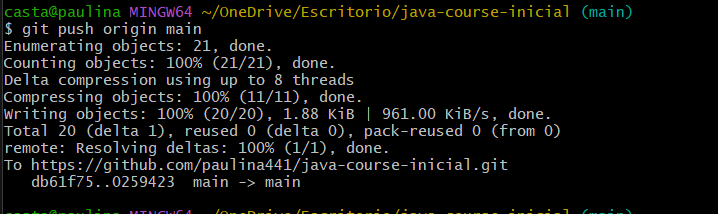 casta@paulina MINGW64 ~/OneDrive/Escritorio/java-course-inicial (main)
$ git push origin main
Enumerating objects: 21, done.
Counting objects: 100% (21/21), done.
Delta compression using up to 8 threads
Compressing objects: 100% (11/11), done.
Writing objects: 100% (20/20), 1.88 KiB | 961.00 KiB/s, done.
Total 20 (delta 1), reused 0 (delta 0), pack-reused 0 (from 0)
remote: Resolving deltas: 100% (1/1), done.
To https://github.com/paulina441/java-course-inicial.git
   db61f75..0259423  main -> main
casta@paulina MINGW64 ~/OneDrive/Escritorio/java-course-inicial (main)